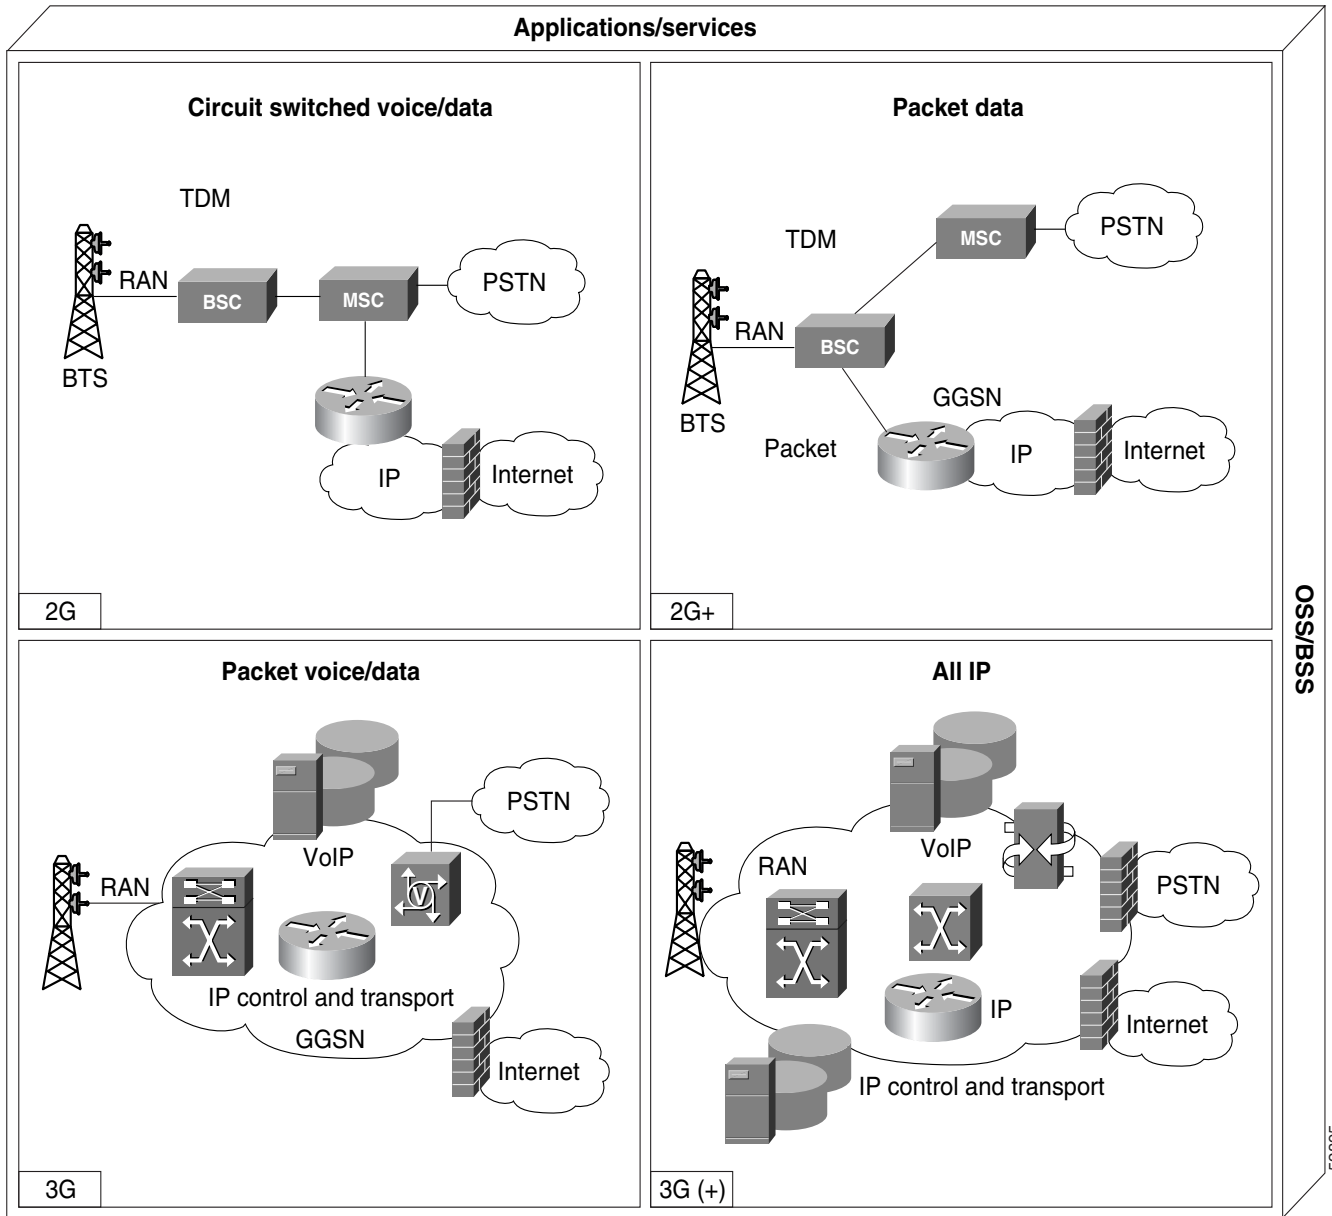 Applications/services
Circuit switched voice/data
TDM
RAN
BSC
MSC
PSTN
BTS
IP
Internet
2G
Packet data
TDM
MSC
PSTN
RAN
BSC
BTS
GGSN
Packet
IP
Internet
2G+
OSS/BSS
Packet voice/data
VoIP
PSTN
RAN
V
IP control and transport
GGSN
Internet
3G
All IP
VoIP
RAN
PSTN
IP
Internet
IP control and transport
3G (+)